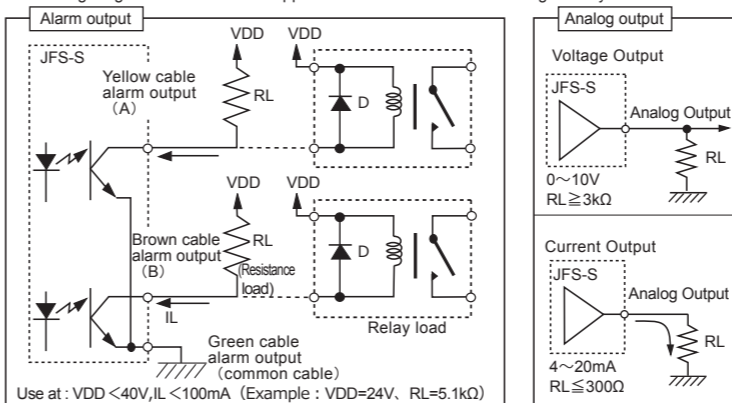 Alarm output
JFS-S
Yellow cable
alarm output
(A)
VDD
RL
VDD
D
Brown cable
alarm output
(B)
VDD
RL
(Resistance
load)
VDD
D
IL
Relay load
Green cable
alarm output
(common cable)
Use at : VDD <40V,IL <100mA (Example : VDD=24V、RL=5.1kΩ)
Analog output
Voltage Output
JFS-S
Analog Output
RL
0～10V
RL≧3kΩ
Current Output
JFS-S
Analog Output
RL
4～20mA
RL≦300Ω